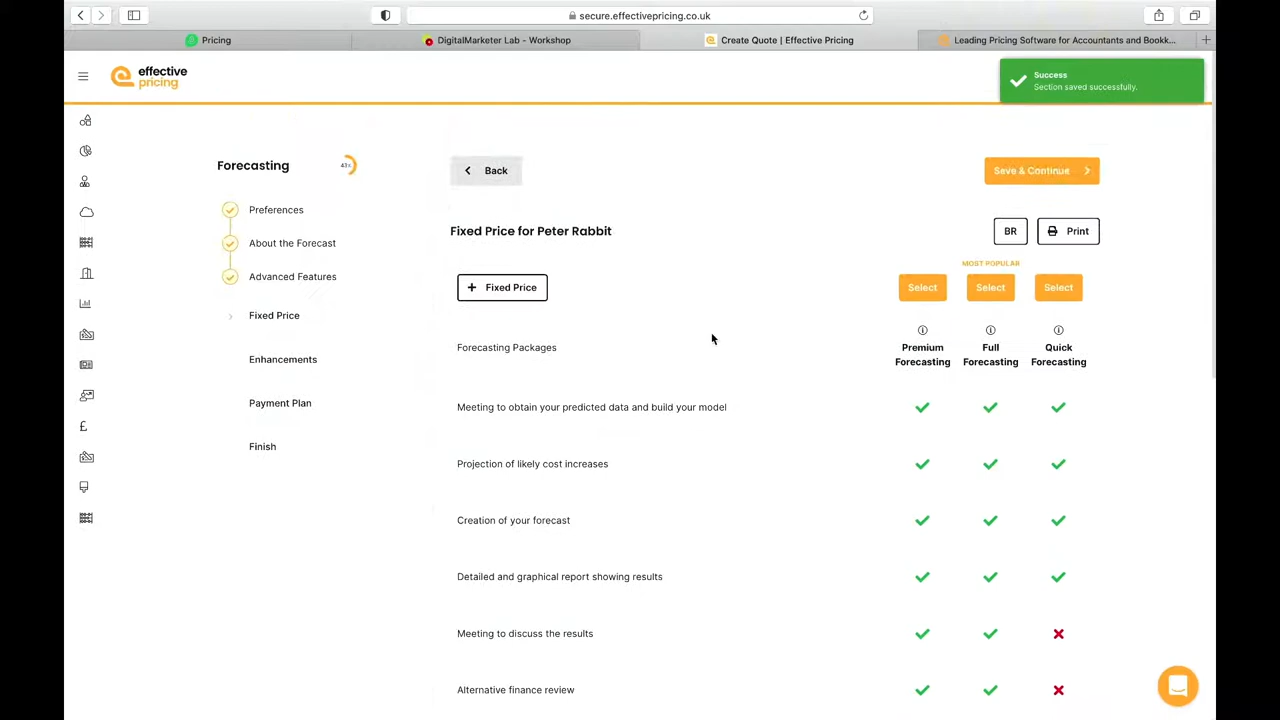 secure.effectivepricing.co.uk
Pricing
DigitalMarketer Lab - Workshop
Create Quote | Effective Pricing
Leading Pricing Software for Accountants and Bookk...
effective
pricing
Success
Section saved successfully.
Forecasting
43%
Back
Save & Continue
Preferences
About the Forecast
Advanced Features
Fixed Price
Enhancements
Payment Plan
Finish
Fixed Price for Peter Rabbit
BR
Print
MOST POPULAR
+ Fixed Price
Select
Select
Select
Forecasting Packages
Premium
Forecasting
Full
Forecasting
Quick
Forecasting
Meeting to obtain your predicted data and build your model
Projection of likely cost increases
Creation of your forecast
Detailed and graphical report showing results
Meeting to discuss the results
Alternative finance review